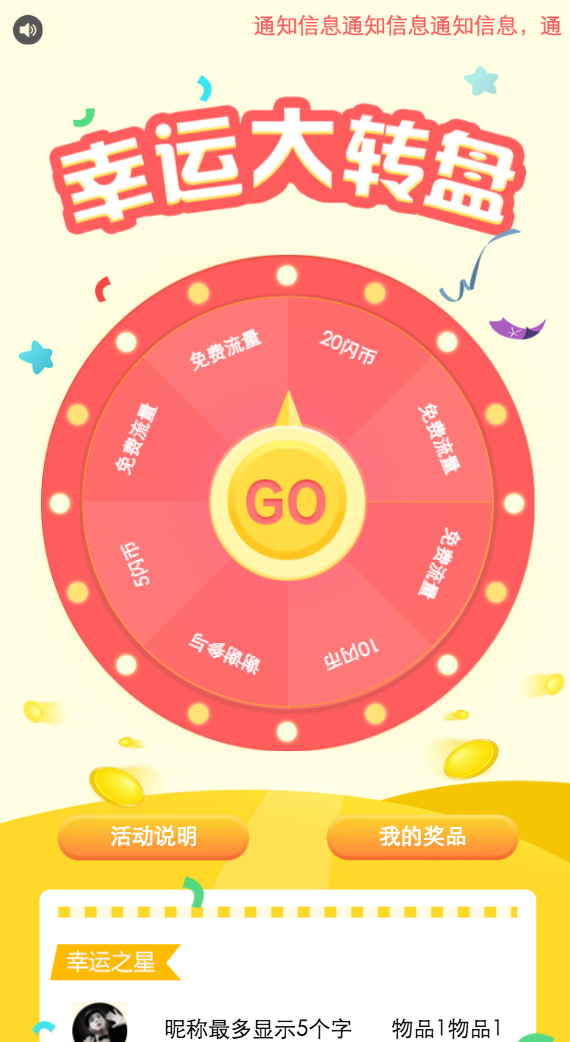 通知信息通知信息通知信息，通
幸运大转盘
免费流量
20闪币
免费流量
免费流量
免费流量
GO
5闪币
免费流量
谢谢参与
10闪币
活动说明
我的奖品
幸运之星
昵称最多显示5个字 物品1物品1